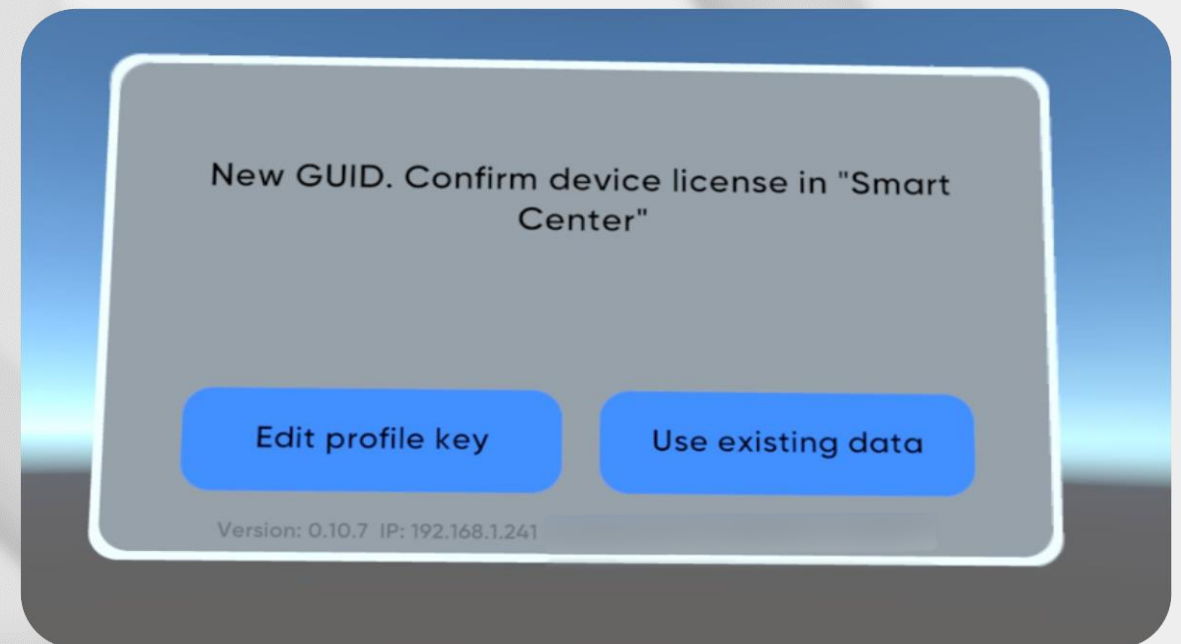 New GUID. Confirm device license in "Smart
Center"
Edit profile key
Use existing data
Version: 0.10.7 IP: 192.168.1.241